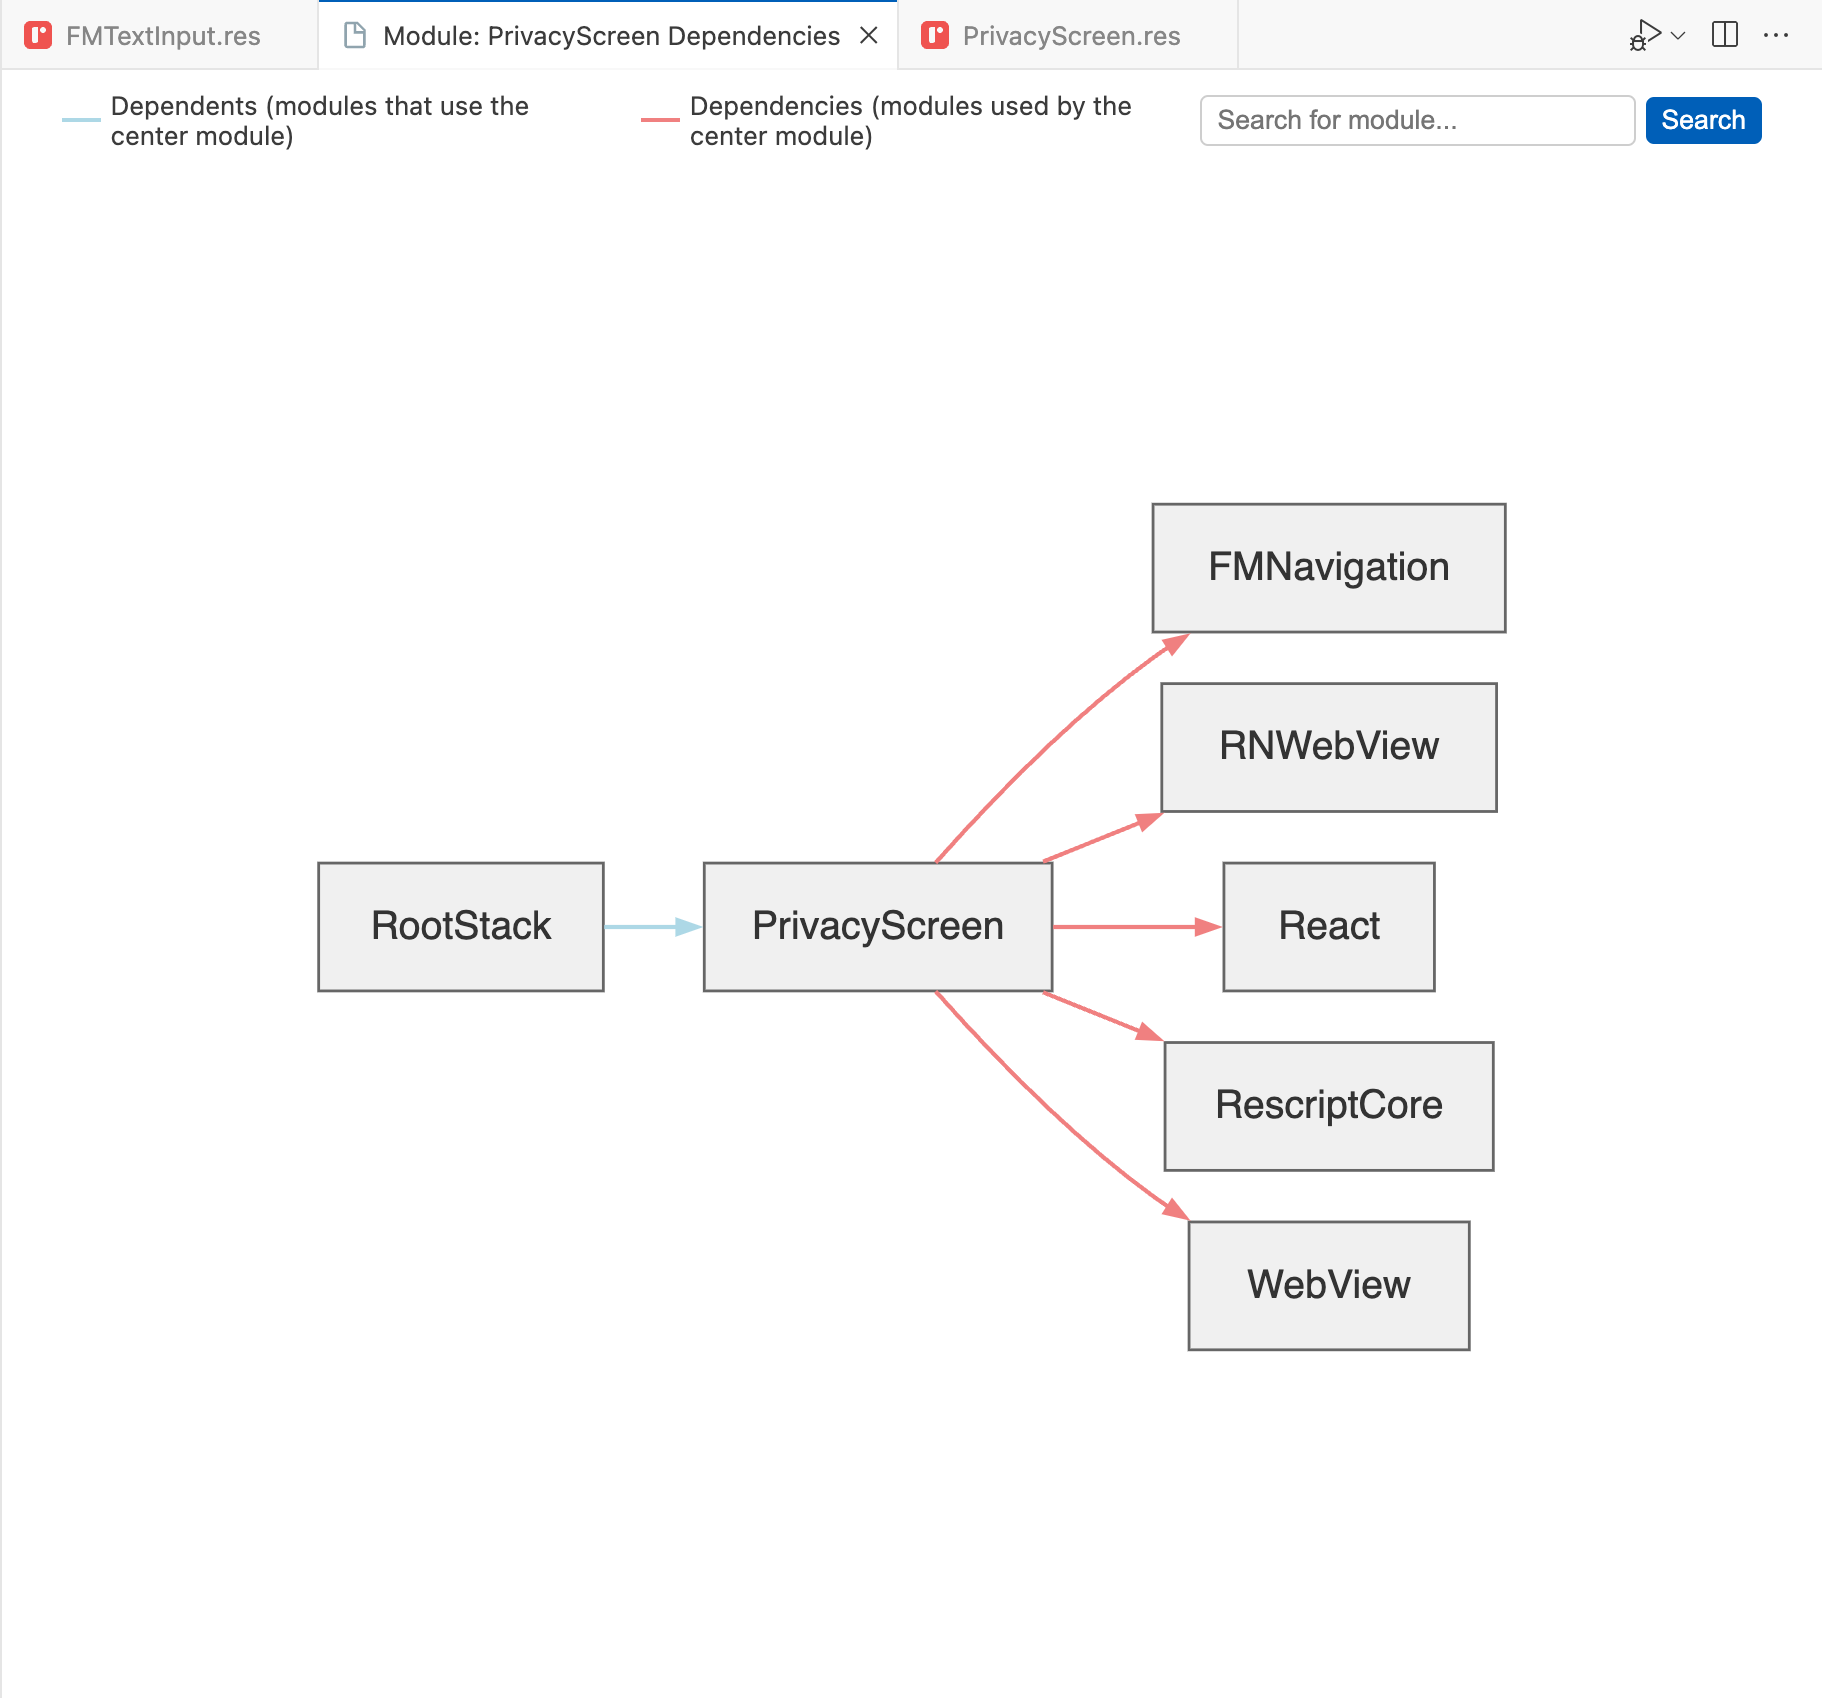 FMTextInput.res
Module: PrivacyScreen Dependencies
PrivacyScreen.res
Dependents (modules that use the
center module)
Dependencies (modules used by the
center module)
Search for module...
Search
FMNavigation
RNWebView
RootStack
PrivacyScreen
React
RescriptCore
WebView